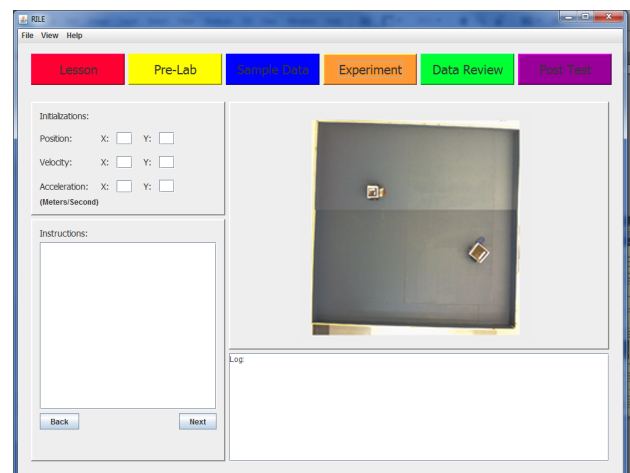 RILE
File View Help
Lesson Pre-Lab Sample Data Experiment Data Review Post Test
Initializations:
Position: X: Y:
Velocity: X: Y:
Acceleration: X: Y:
(Meters/Second)
Instructions:
Back Next
Log: